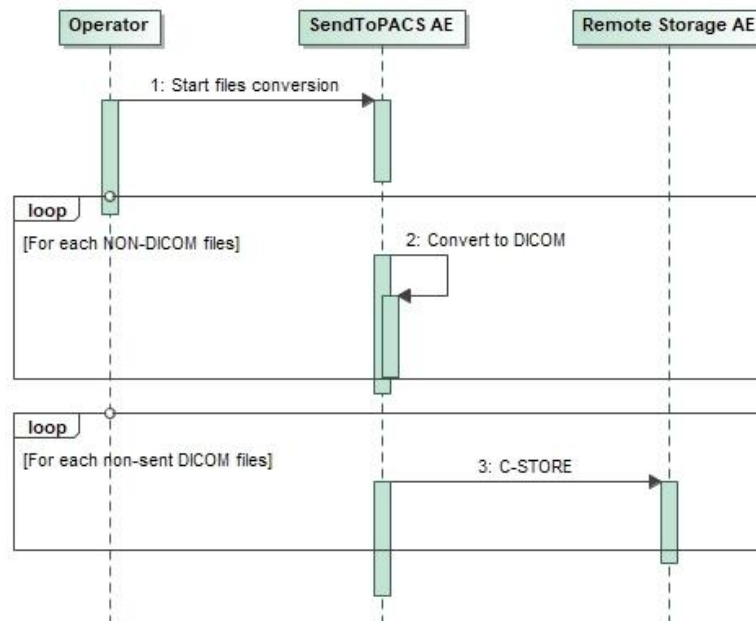 Operator
SendToPACS AE
Remote Storage AE
1: Start files conversion
loop
[For each NON-DICOM files]
2: Convert to DICOM
loop
[For each non-sent DICOM files]
3: C-STORE